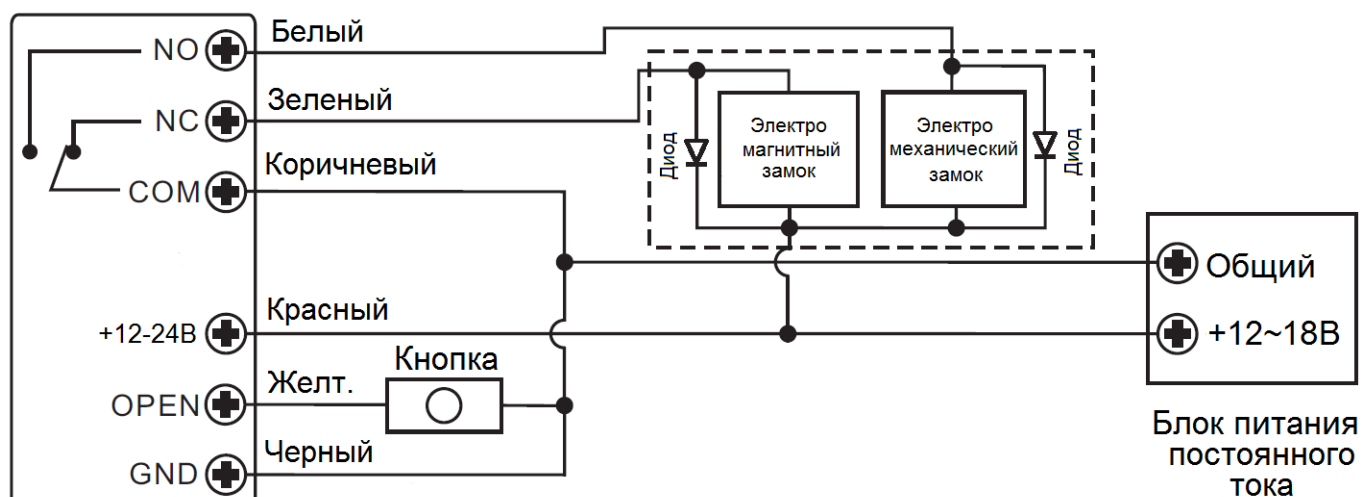 NO
Белый
NC
Зеленый
COM
Коричневый
Диод
Электро
магнитный
замок
Электро
механический
замок
Диод
Общий
+12-24В
Красный
+12~18В
OPEN
Желт.
Кнопка
GND
Черный
Блок питания
постоянного
тока